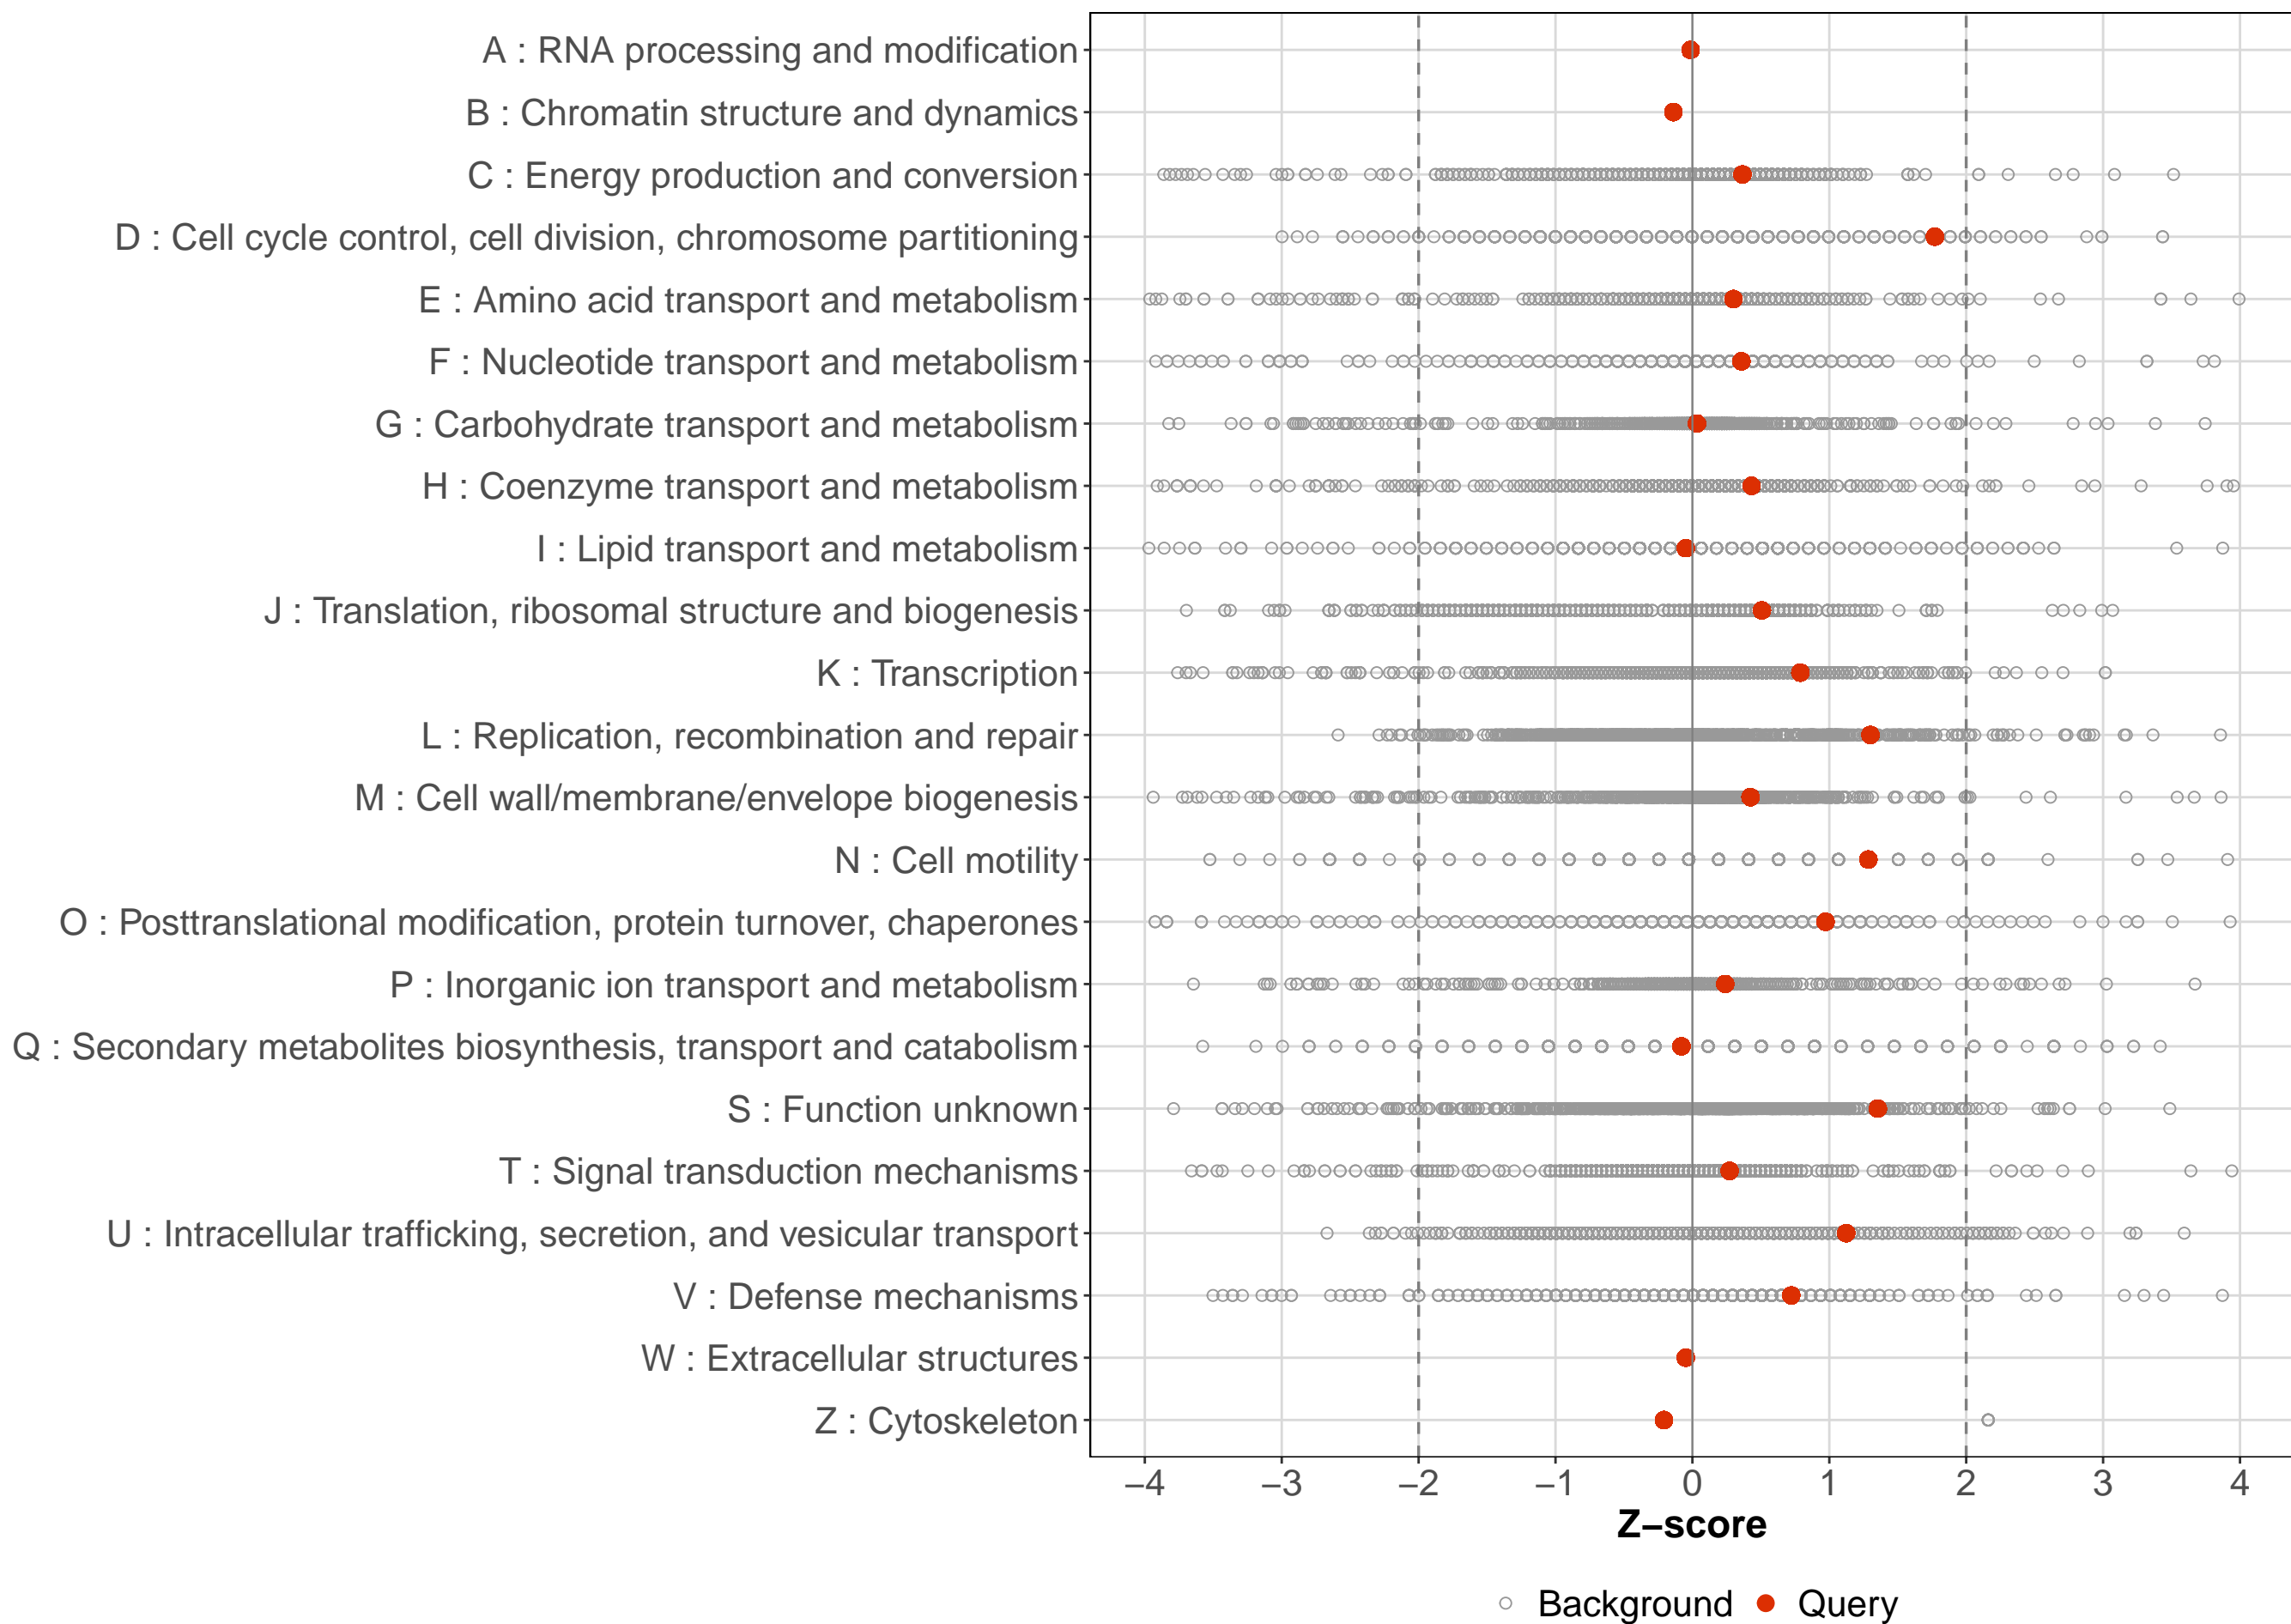 A : RNA processing and modification
B : Chromatin structure and dynamics
C : Energy production and conversion
D : Cell cycle control, cell division, chromosome partitioning
E : Amino acid transport and metabolism
F : Nucleotide transport and metabolism
G : Carbohydrate transport and metabolism
H : Coenzyme transport and metabolism
I : Lipid transport and metabolism
J : Translation, ribosomal structure and biogenesis
K : Transcription
L : Replication, recombination and repair
M : Cell wall/membrane/envelope biogenesis
N : Cell motility
O : Posttranslational modification, protein turnover, chaperones
P : Inorganic ion transport and metabolism
Q : Secondary metabolites biosynthesis, transport and catabolism
S : Function unknown
T : Signal transduction mechanisms
U : Intracellular trafficking, secretion, and vesicular transport
V : Defense mechanisms
W : Extracellular structures
Z : Cytoskeleton
−4 −3 −2 −1 0 1 2 3 4
Z−score
Background Query